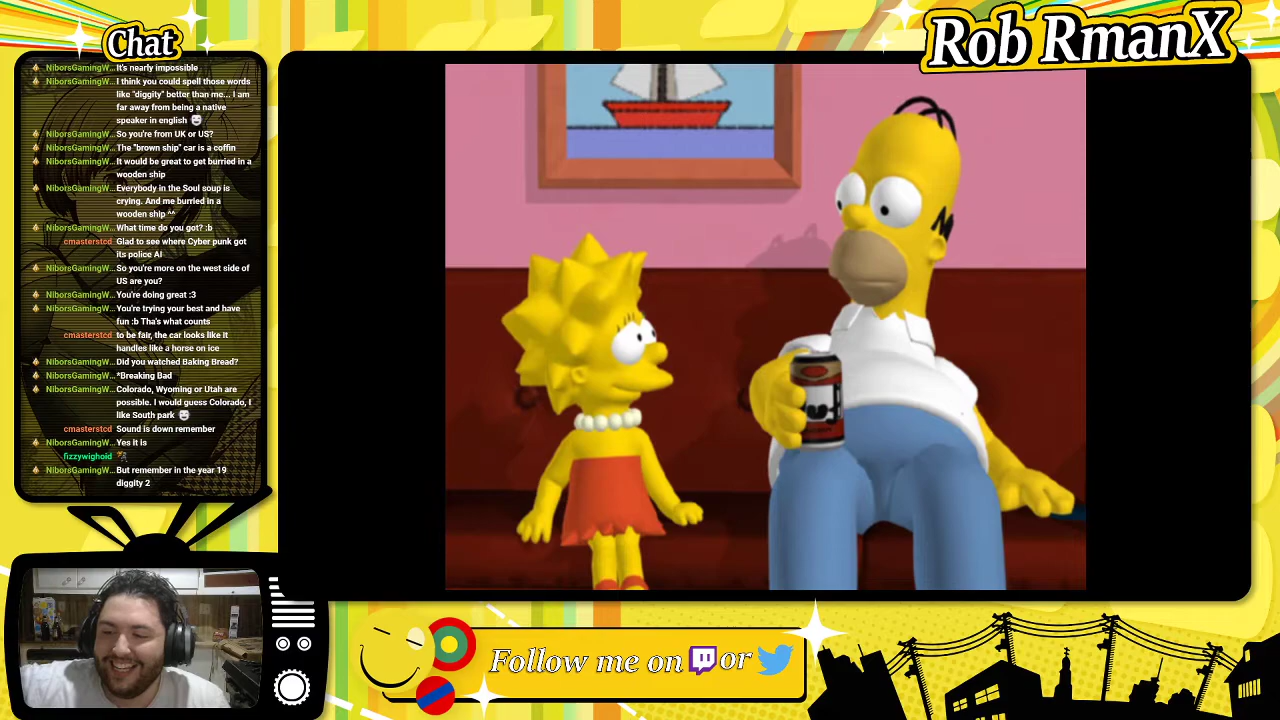 Chat
Rob RmanX
NiborsGamingW... It's nearly impossible
NiborsGamingW... I think, you can spell those words
like "diggity" better than me... I am
far away from being a native
speaker in english
NiborsGamingW... So you're from UK or US?
NiborsGamingW... The "brown ship" car is a coffin
NiborsGamingW... It would be great to get burried in a
wooden ship
NiborsGamingW... Everybody in the Soul soup is
crying. And me burried in a
wooden ship ^^
NiborsGamingW... What time do you got? :b
cmasterstcd Glad to see where Cyber punk got
its police AI
NiborsGamingW... So you're more on the west side of
US are you?
NiborsGamingW... You're doing great :3
NiborsGamingW... You're trying your best and have
fun :b Tha's what counts
cmasterstcd to be fair, the car looks like it
handles like a horse on ice
NiborsGamingW... Did you watched Baking Bread?
NiborsGamingW... *Breaking Bad
NiborsGamingW... Colorado, Wyoming or Utah are
possible. I would guess Colorado, I
like South park
cmasterstcd Sound is down remember
NiborsGamingW... Yes it is
fizzywighoid
NiborsGamingW... But remember in the year 19
diggity 2
Follow me on or